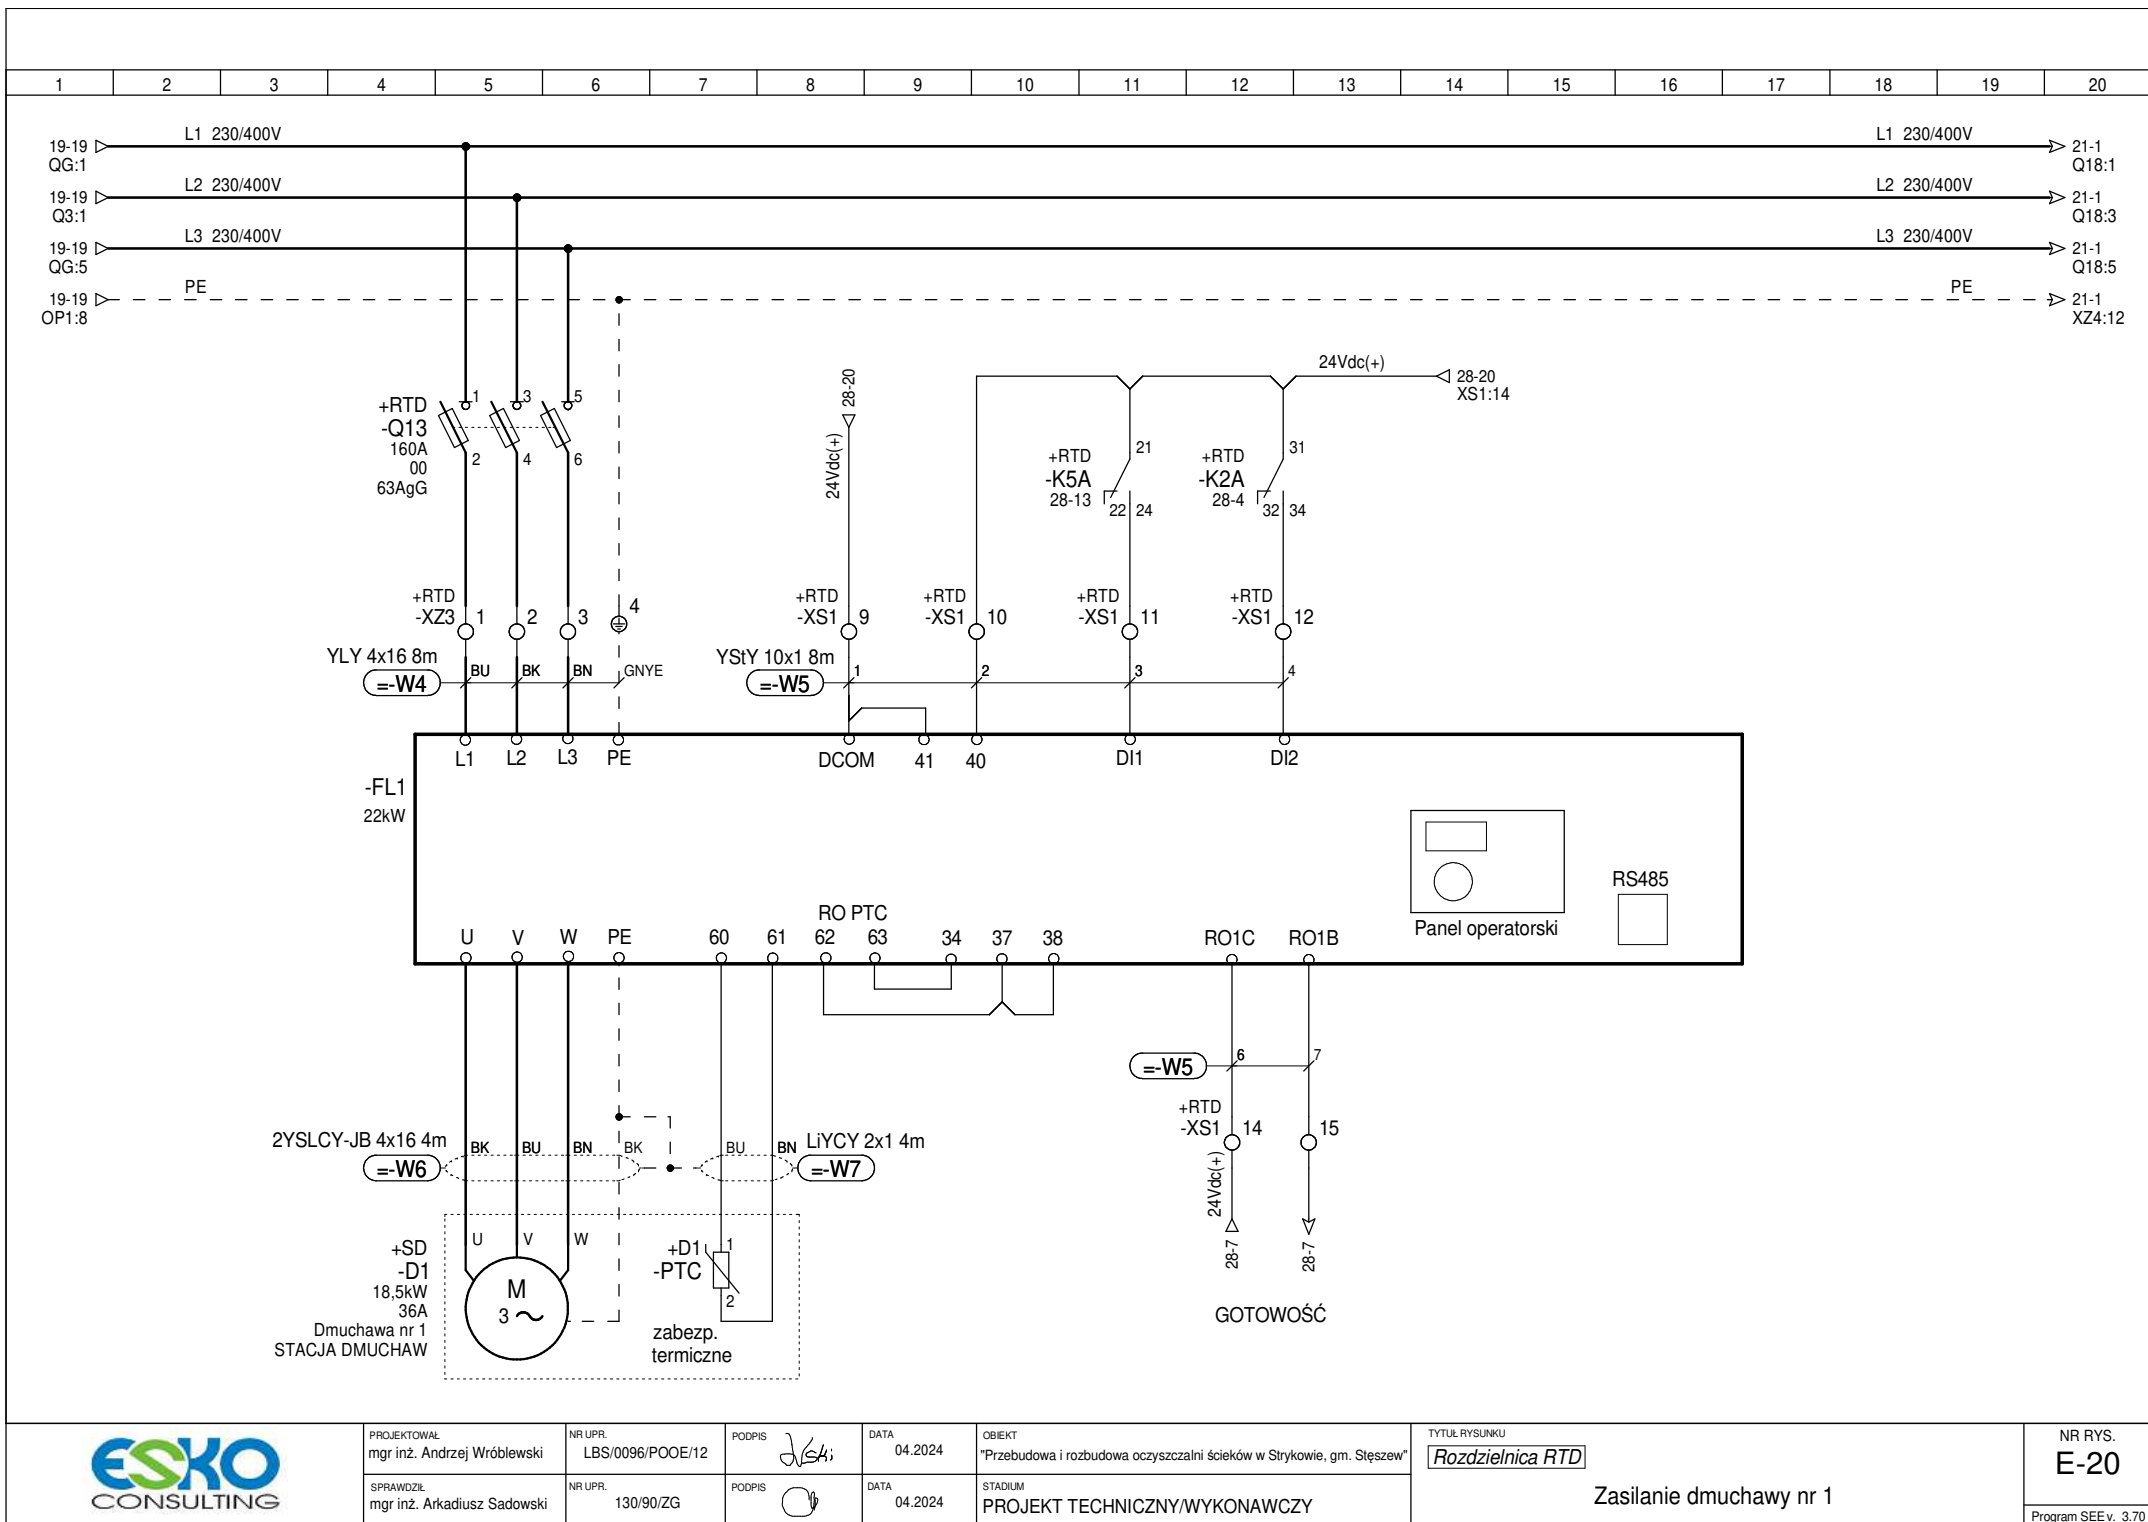 1 2 3 4 5 6 7 8 9 10 11 12 13 14 15 16 17 18 19 20
L1 230/400V L1 230/400V
19-19 21-1
QG:1 Q18:1
L2 230/400V L2 230/400V
19-19 21-1
Q3:1 Q18:3
L3 230/400V L3 230/400V
19-19 21-1
QG:5 Q18:5
PE PE
19-19 21-1
OP1:8 XZ4:12
+RTD
-Q13
160A
00
63AgG
1 3 5
2 4 6
28-20
24Vdc(+)
24Vdc(+)
28-20
XS1:14
+RTD
-K5A
28-13
21
22 24
+RTD
-K2A
28-4
31
32 34
+RTD
-XZ3 1 2 3 4
+RTD
-XS1 9
+RTD
-XS1 10
+RTD
-XS1 11
+RTD
-XS1 12
YLY 4x16 8m
=-W4
BU BK BN GNYE
YStY 10x1 8m
=-W5
1 2 3 4
L1 L2 L3 PE DCOM 41 40 DI1 DI2
-FL1
22kW
RS485
Panel operatorski
RO PTC
U V W PE 60 61 62 63 34 37 38 RO1C RO1B
=-W5
6 7
+RTD
-XS1 14 15
24Vdc(+)
28-7 28-7
GOTOWOŚĆ
2YSLCY-JB 4x16 4m
=-W6
BK BU BN BK
BU BN
LiYCY 2x1 4m
=-W7
U V W
+SD
-D1
18,5kW
36A
Dmuchawa nr 1
STACJA DMUCHAW
M
3
+D1
-PTC
1
2
zabezp.
termiczne
ESKO
CONSULTING
PROJEKTOWAŁ
mgr inż. Andrzej Wróblewski
NR UPR.
LBS/0096/POOE/12
PODPIS
DATA
04.2024
OBIEKT
"Przebudowa i rozbudowa oczyszczalni ścieków w Strykowie, gm. Stęszew"
SPRAWDZIŁ
mgr inż. Arkadiusz Sadowski
NR UPR.
130/90/ZG
PODPIS
DATA
04.2024
STADIUM
PROJEKT TECHNICZNY/WYKONAWCZY
TYTUŁ RYSUNKU
Rozdzielnica RTD
Zasilanie dmuchawy nr 1
NR RYS.
E-20
Program SEE v. 3.70